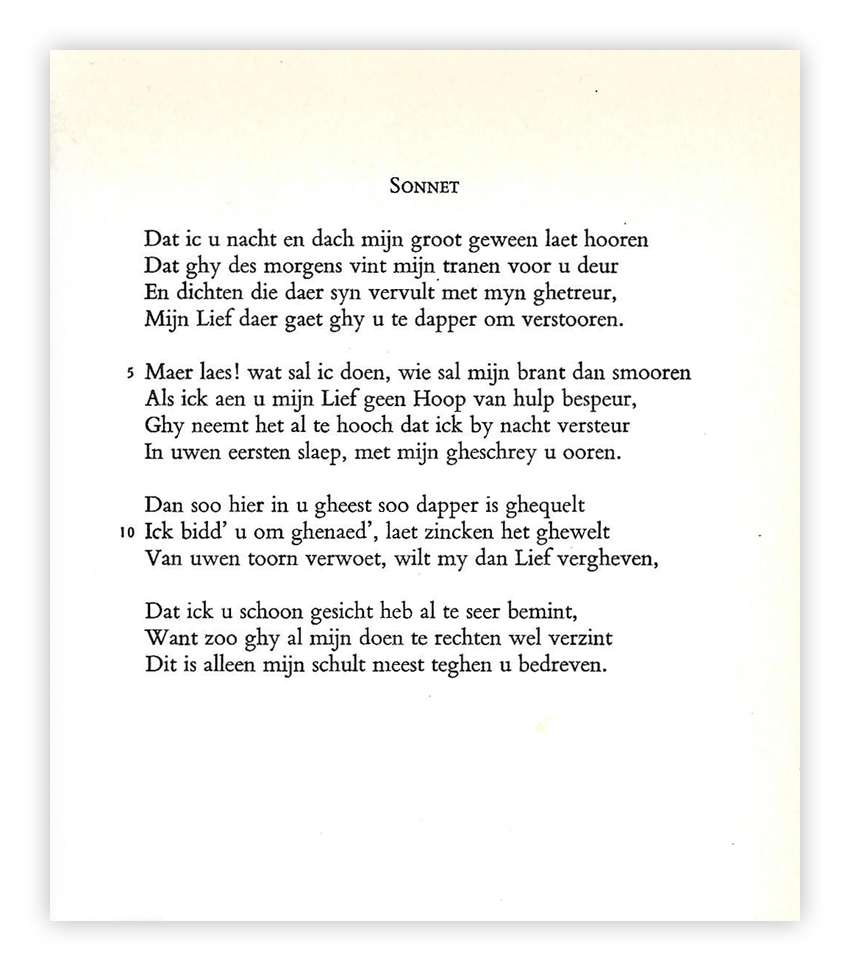 SONNET
Dat ic u nacht en dach mijn groot geween laet hooren
Dat ghy des morgens vint mijn tranen voor u deur
En dichten die daer syn vervult met myn ghetreur,
Mijn Lief daer gaet ghy u te dapper om verstooren.
5 Maer laes! wat sal ic doen, wie sal mijn brant dan smooren
Als ick aen u mijn Lief geen Hoop van hulp bespeur,
Ghy neemt het al te hooch dat ick by nacht versteur
In uwen eersten slaep, met mijn gheschrey u ooren.
Dan soo hier in u gheest soo dapper is ghequelt
10 Ick bidd' u om ghenaed', laet zincken het ghewelt
Van uwen toorn verwoet, wilt my dan Lief vergheven,
Dat ick u schoon gesicht heb al te seer bemint,
Want zoo ghy al mijn doen te rechten wel verzint
Dit is alleen mijn schult meest teghen u bedreven.